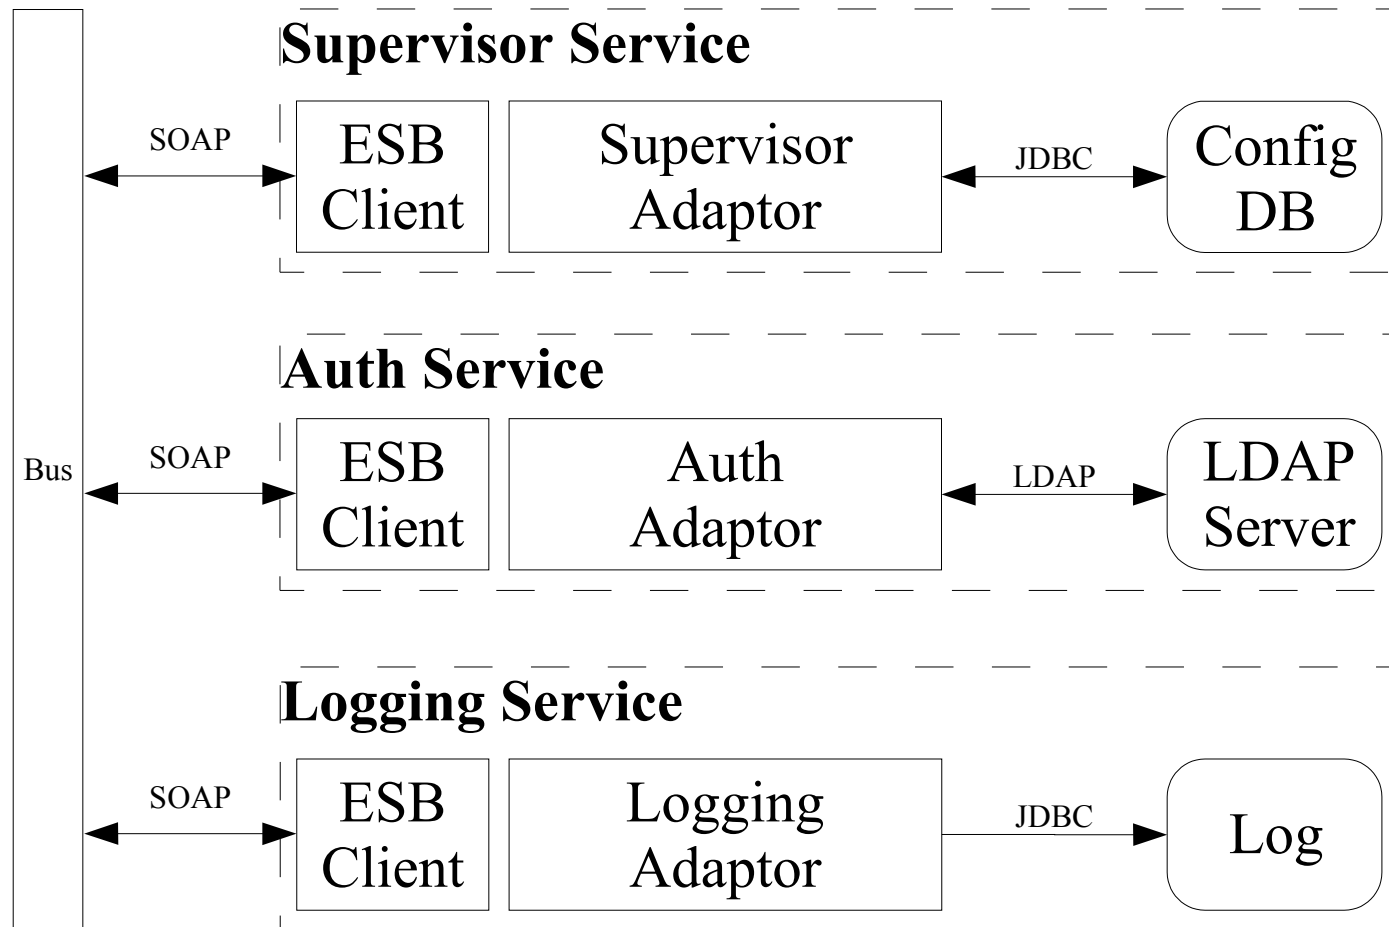 Supervisor Service
SOAP
ESB
Client
Supervisor
Adaptor
JDBC
Config
DB
Auth Service
Bus
SOAP
ESB
Client
Auth
Adaptor
LDAP
LDAP
Server
Logging Service
SOAP
ESB
Client
Logging
Adaptor
JDBC
Log